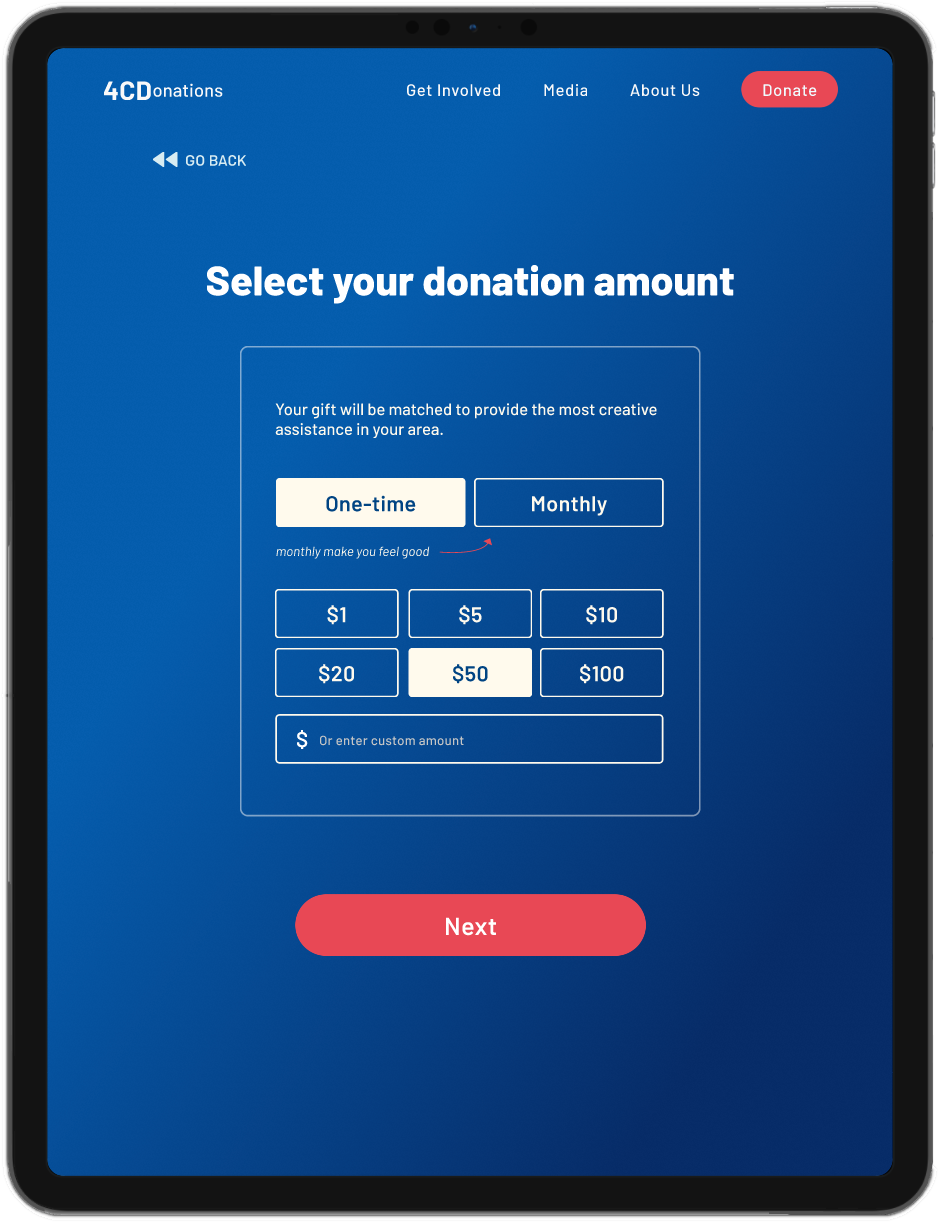 4CDonations Get Involved Media About Us Donate
GO BACK
Select your donation amount
Your gift will be matched to provide the most creative
assistance in your area.
One-time Monthly
monthly make you feel good
$1 $5 $10
$20 $50 $100
$ Or enter custom amount
Next